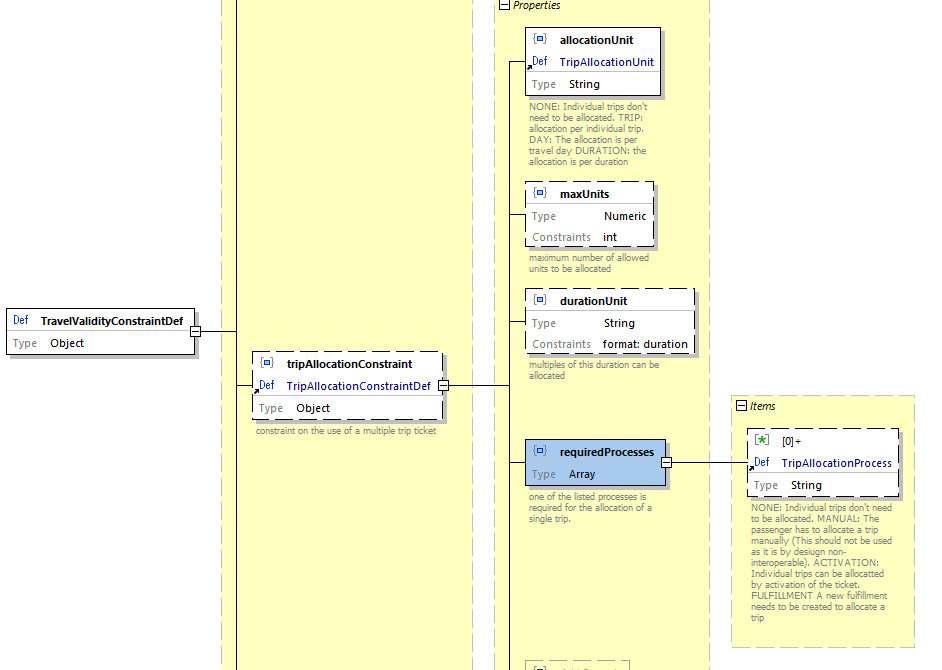 Properties
allocationUnit
Def TripAllocationUnit
Type String
NONE: Individual trips don't
need to be allocated. TRIP:
allocation per individual trip.
DAY: The allocation is per
travel day DURATION: the
allocation is per duration
maxUnits
Type Numeric
Constraints int
maximum number of allowed
units to be allocated
durationUnit
Type String
Constraints format: duration
multiples of this duration can be
allocated
Def TravelValidityConstraintDef
Type Object
tripAllocationConstraint
Def TripAllocationConstraintDef
Type Object
constraint on the use of a multiple trip ticket
requiredProcesses
Type Array
one of the listed processes is
required for the allocation of a
single trip.
Items
[0]+
Def TripAllocationProcess
Type String
NONE: Individual trips don't need
to be allocated. MANUAL: The
passenger has to allocate a trip
manually (This should not be used
as it is by desiugn non-
interoperable). ACTIVATION:
Individual trips can be allocatted
by activation of the ticket.
FULFILLMENT A new fulfillment
needs to be created to allocate a
trip